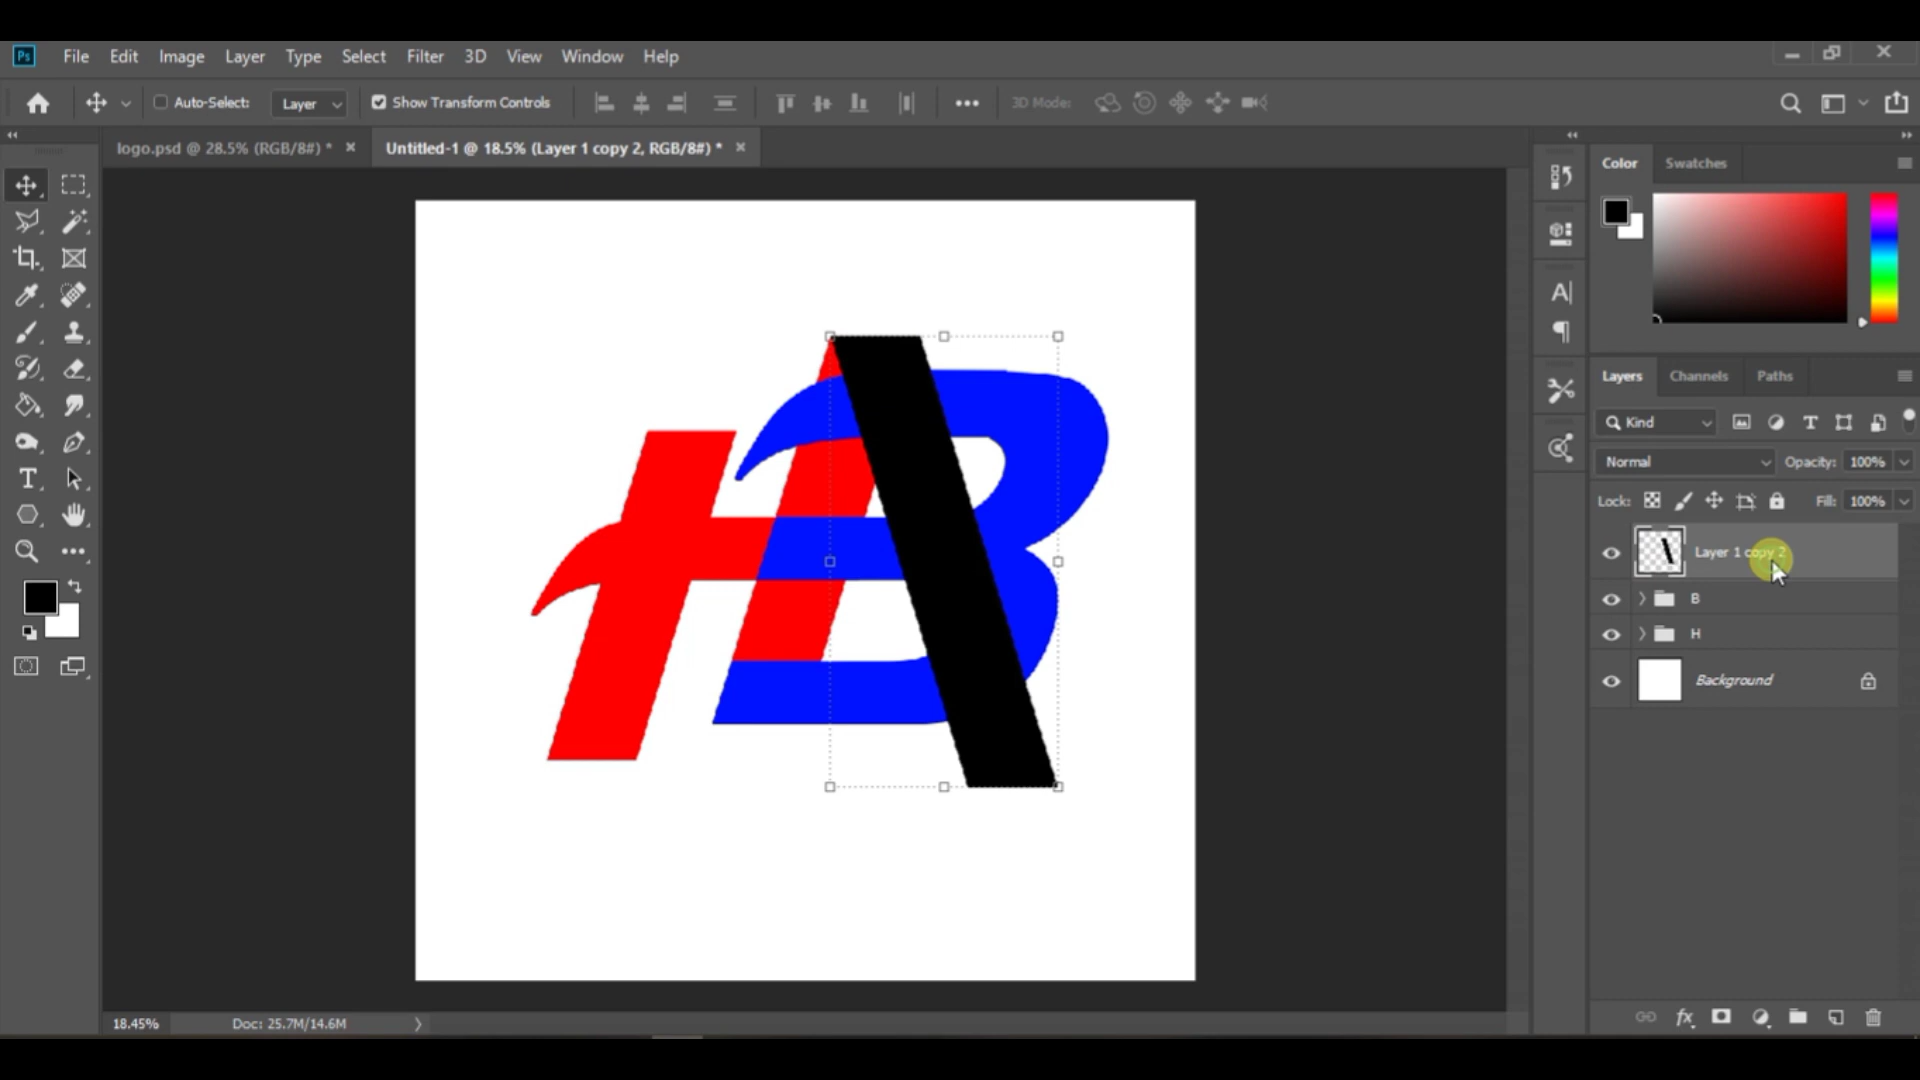 Ps File Edit Image Layer Type Select Filter 3D View Window Help
Auto-Select: Layer Show Transform Controls 3D Mode:
logo.psd @ 28.5% (RGB/8#) * × Untitled-1 @ 18.5% (Layer 1 copy 2, RGB/8#) * ×
Color Swatches
HB
Layers Channels Paths
Kind
Normal Opacity: 100%
Lock: Fill: 100%
Layer 1 copy 2
B
H
Background
18.45% Doc: 25.7M/14.6M